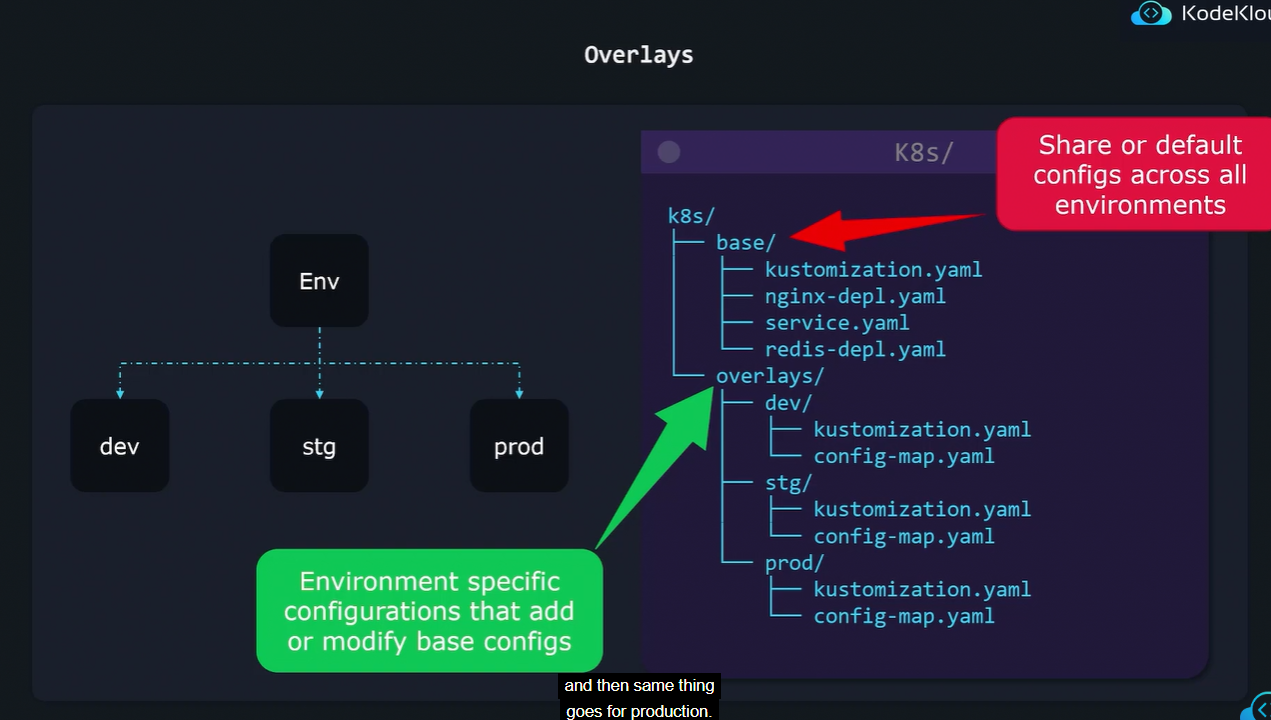 KodeKlou
Overlays
Env
dev
stg
prod
Environment specific
configurations that add
or modify base configs
K8s/
Share or default
configs across all
environments
k8s/
base/
kustomization.yaml
nginx-depl.yaml
service.yaml
redis-depl.yaml
overlays/
dev/
kustomization.yaml
config-map.yaml
stg/
kustomization.yaml
config-map.yaml
prod/
kustomization.yaml
config-map.yaml
and then same thing
goes for production.